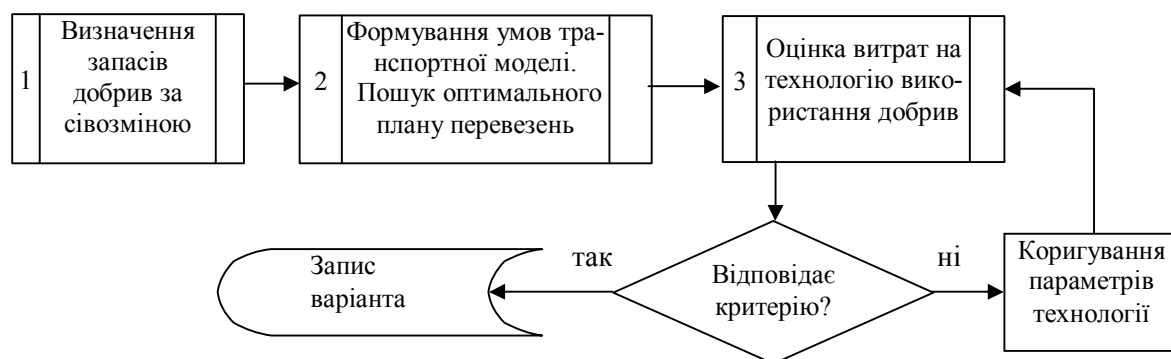 1
Визначення
запасів
добрив за
сівозміною
2
Формування умов тра-
нспортної моделі.
Пошук оптимального
плану перевезень
3
Оцінка витрат на
технологію вико-
ристання добрив
Запис
варіанта
так
Відповідає
критерію?
ні
Коригування
параметрів
технології